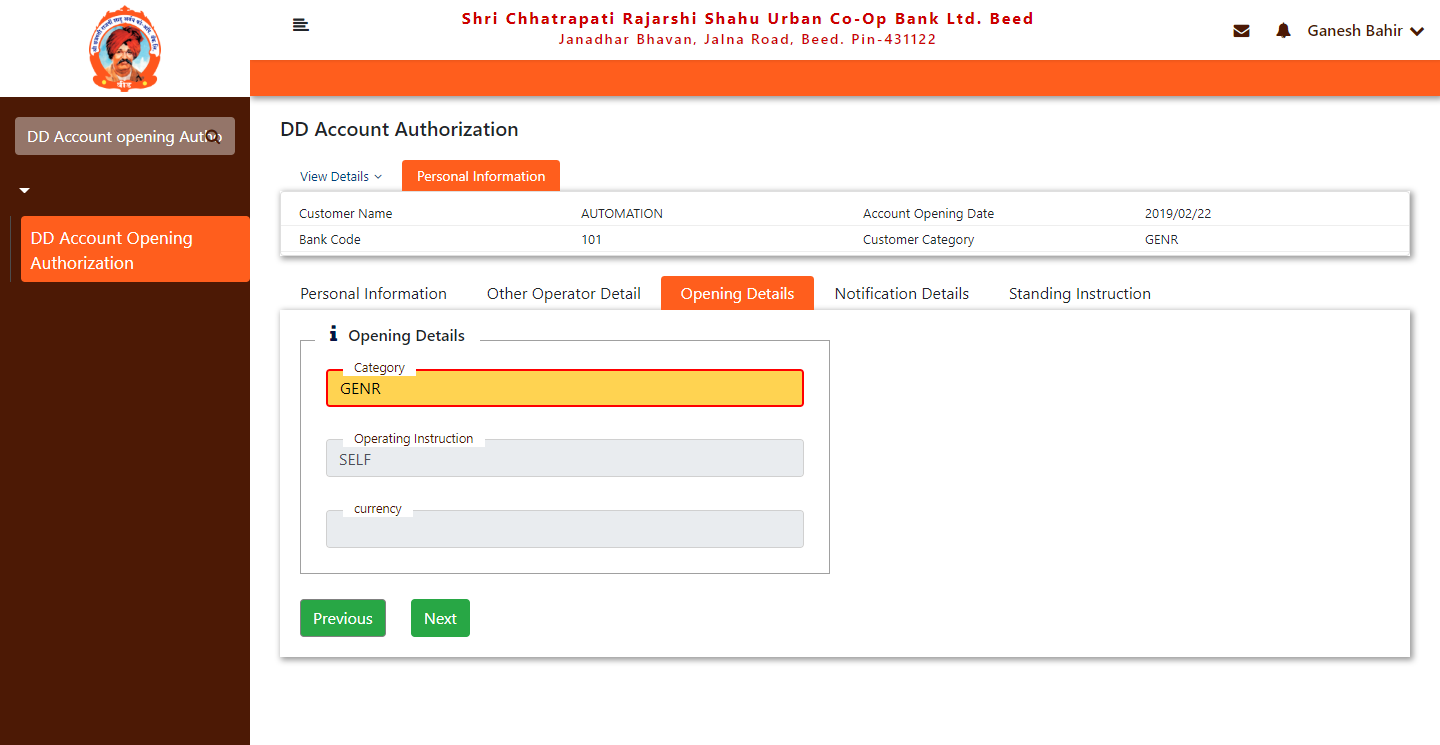 Shri Chhatrapati Rajarshi Shahu Urban Co-Op Bank Ltd. Beed
Janadhar Bhavan, Jalna Road, Beed. Pin-431122
Ganesh Bahir
बीड
DD Account opening Autho
DD Account Opening
Authorization
DD Account Authorization
View Details
Personal Information
Customer Name AUTOMATION Account Opening Date 2019/02/22
Bank Code 101 Customer Category GENR
Personal Information Other Operator Detail Opening Details Notification Details Standing Instruction
Opening Details
Category
GENR
Operating Instruction
SELF
currency
Previous Next